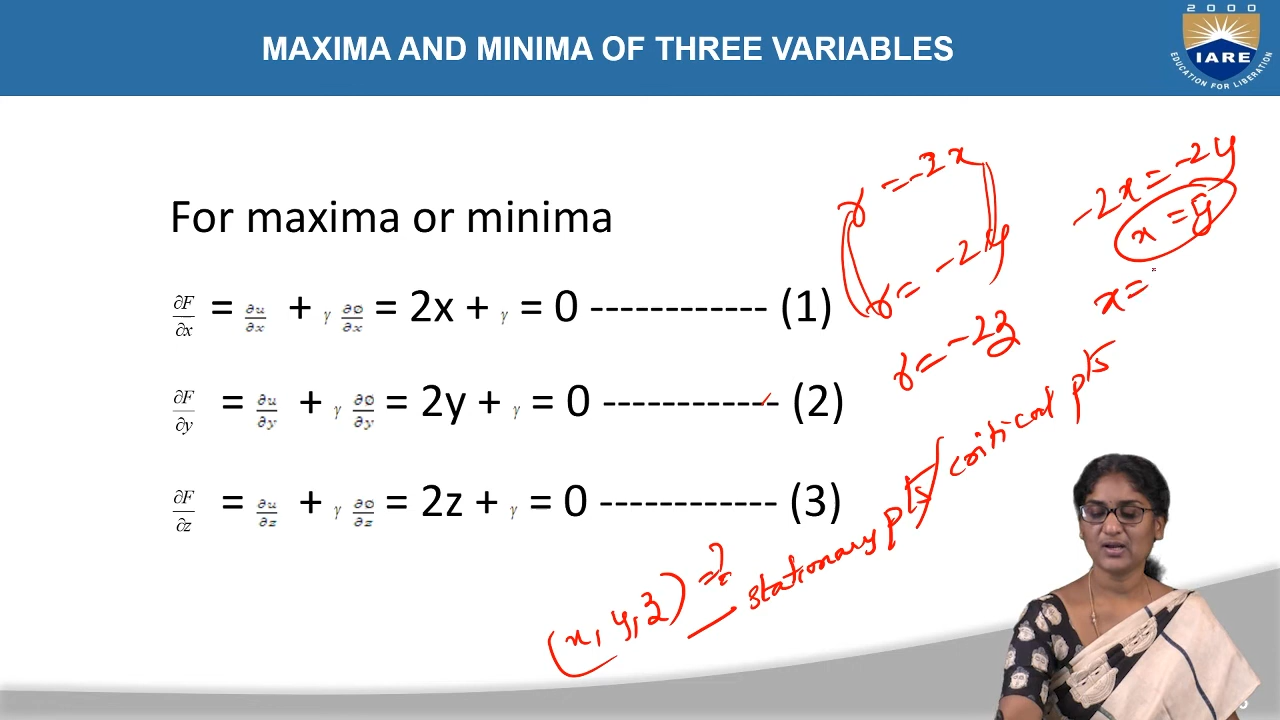 MAXIMA AND MINIMA OF THREE VARIABLES
2000
IARE
EDUCATION FOR LIBERATION
For maxima or minima
∂F/∂x = ∂u/∂x + γ ∂Φ/∂x = 2x + γ = 0 ------------ (1)
∂F/∂y = ∂u/∂y + γ ∂Φ/∂y = 2y + γ = 0 ------------ (2)
∂F/∂z = ∂u/∂z + γ ∂Φ/∂z = 2z + γ = 0 ------------ (3)
γ = -2x
γ = -2y
γ = -2z
-2x = -2y
x = y
x =
(x, y, z) = ?
stationary pts / critical pts